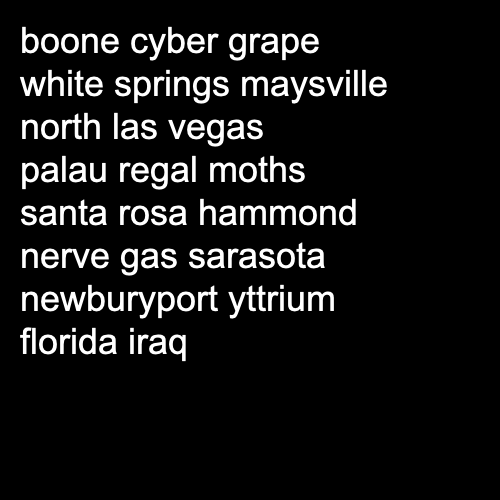 boone cyber grape
white springs maysville
north las vegas
palau regal moths
santa rosa hammond
nerve gas sarasota
newburyport yttrium
florida iraq